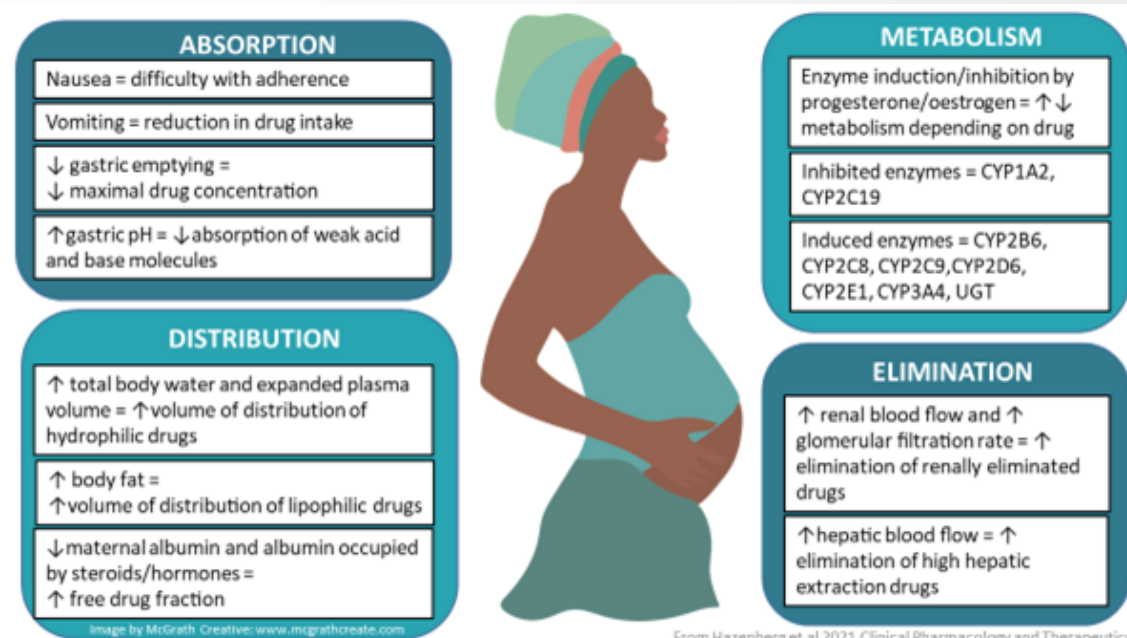 ABSORPTION
Nausea = difficulty with adherence
Vomiting = reduction in drug intake
↓ gastric emptying =
↓ maximal drug concentration
↑gastric pH = ↓absorption of weak acid
and base molecules
DISTRIBUTION
↑ total body water and expanded plasma
volume = ↑volume of distribution of
hydrophilic drugs
↑ body fat =
↑volume of distribution of lipophilic drugs
↓maternal albumin and albumin occupied
by steroids/hormones =
↑ free drug fraction
Image by McGrath Creative: www.mcgrathcreate.com
METABOLISM
Enzyme induction/inhibition by
progesterone/oestrogen = ↑↓
metabolism depending on drug
Inhibited enzymes = CYP1A2,
CYP2C19
Induced enzymes = CYP2B6,
CYP2C8, CYP2C9,CYP2D6,
CYP2E1, CYP3A4, UGT
ELIMINATION
↑ renal blood flow and ↑
glomerular filtration rate = ↑
elimination of renally eliminated
drugs
↑hepatic blood flow = ↑
elimination of high hepatic
extraction drugs
From Hazenberg et al 2021 Clinical Pharmacology and